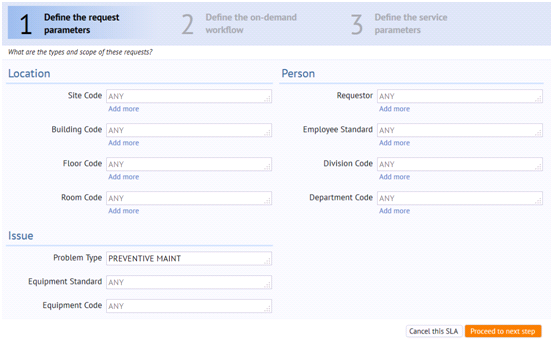 1 Define the request parameters
2 Define the on-demand workflow
3 Define the service parameters
What are the types and scope of these requests?
Location
Site Code ANY
Add more
Building Code ANY
Add more
Floor Code ANY
Add more
Room Code ANY
Add more
Person
Requestor ANY
Add more
Employee Standard ANY
Add more
Division Code ANY
Add more
Department Code ANY
Add more
Issue
Problem Type PREVENTIVE MAINT
Equipment Standard ANY
Equipment Code ANY
Cancel this SLA Proceed to next step